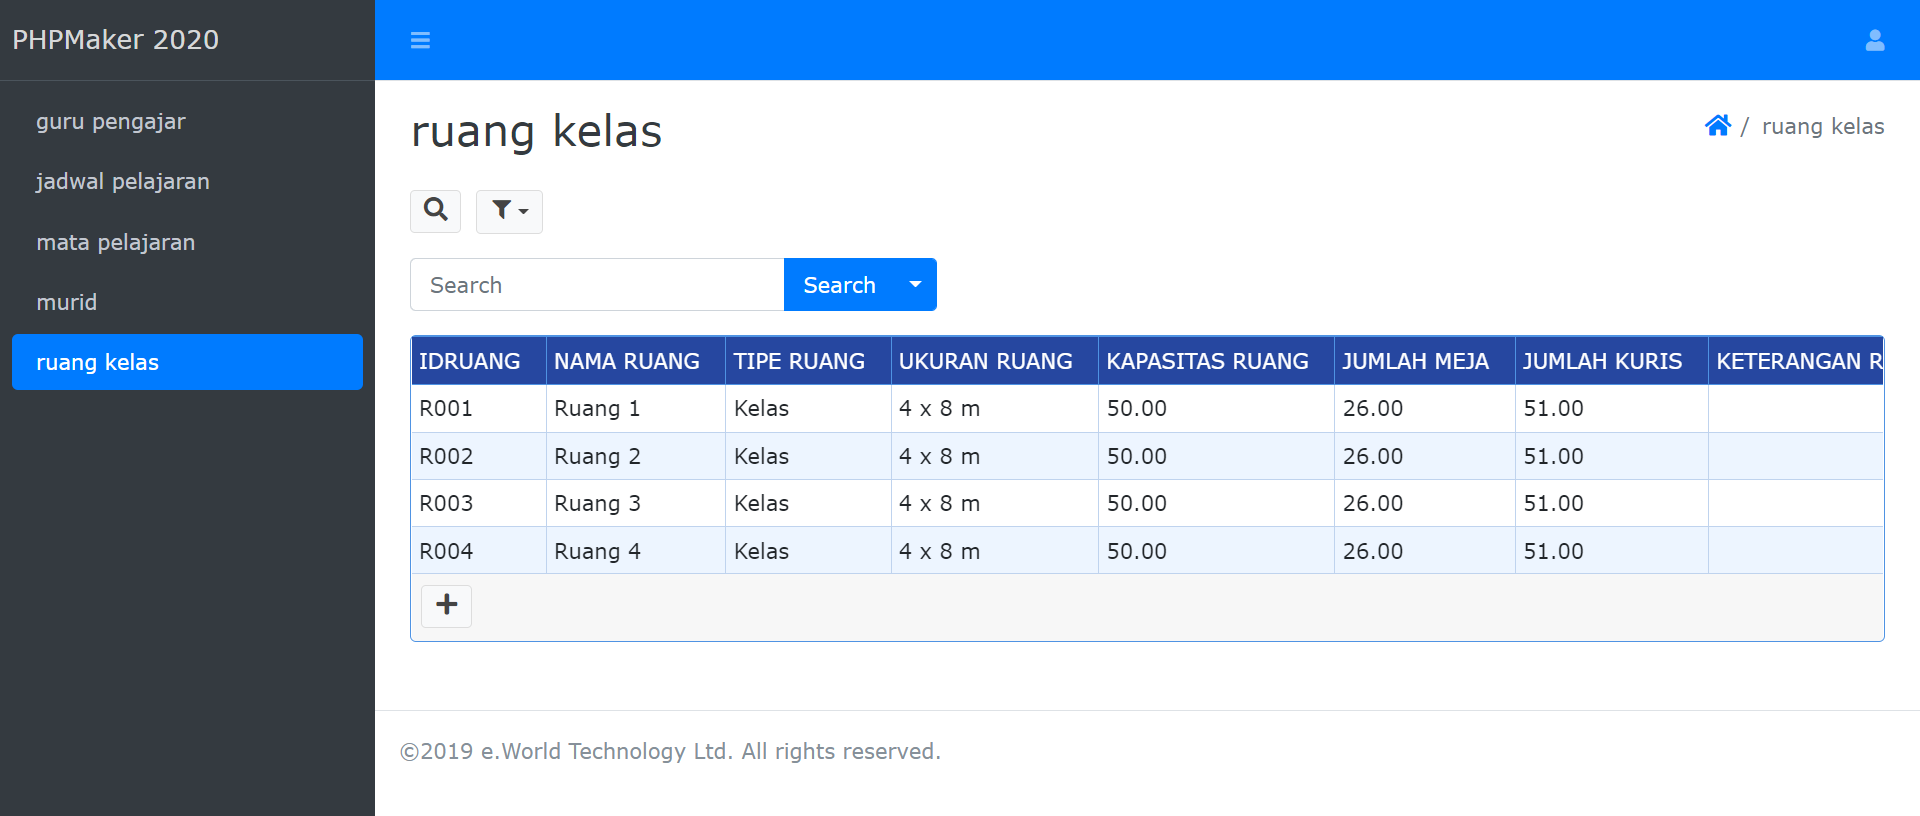 PHPMaker 2020
guru pengajar
jadwal pelajaran
mata pelajaran
murid
ruang kelas
ruang kelas
/ ruang kelas
Search Search
IDRUANG NAMA RUANG TIPE RUANG UKURAN RUANG KAPASITAS RUANG JUMLAH MEJA JUMLAH KURIS KETERANGAN R
R001 Ruang 1 Kelas 4 x 8 m 50.00 26.00 51.00
R002 Ruang 2 Kelas 4 x 8 m 50.00 26.00 51.00
R003 Ruang 3 Kelas 4 x 8 m 50.00 26.00 51.00
R004 Ruang 4 Kelas 4 x 8 m 50.00 26.00 51.00
©2019 e.World Technology Ltd. All rights reserved.